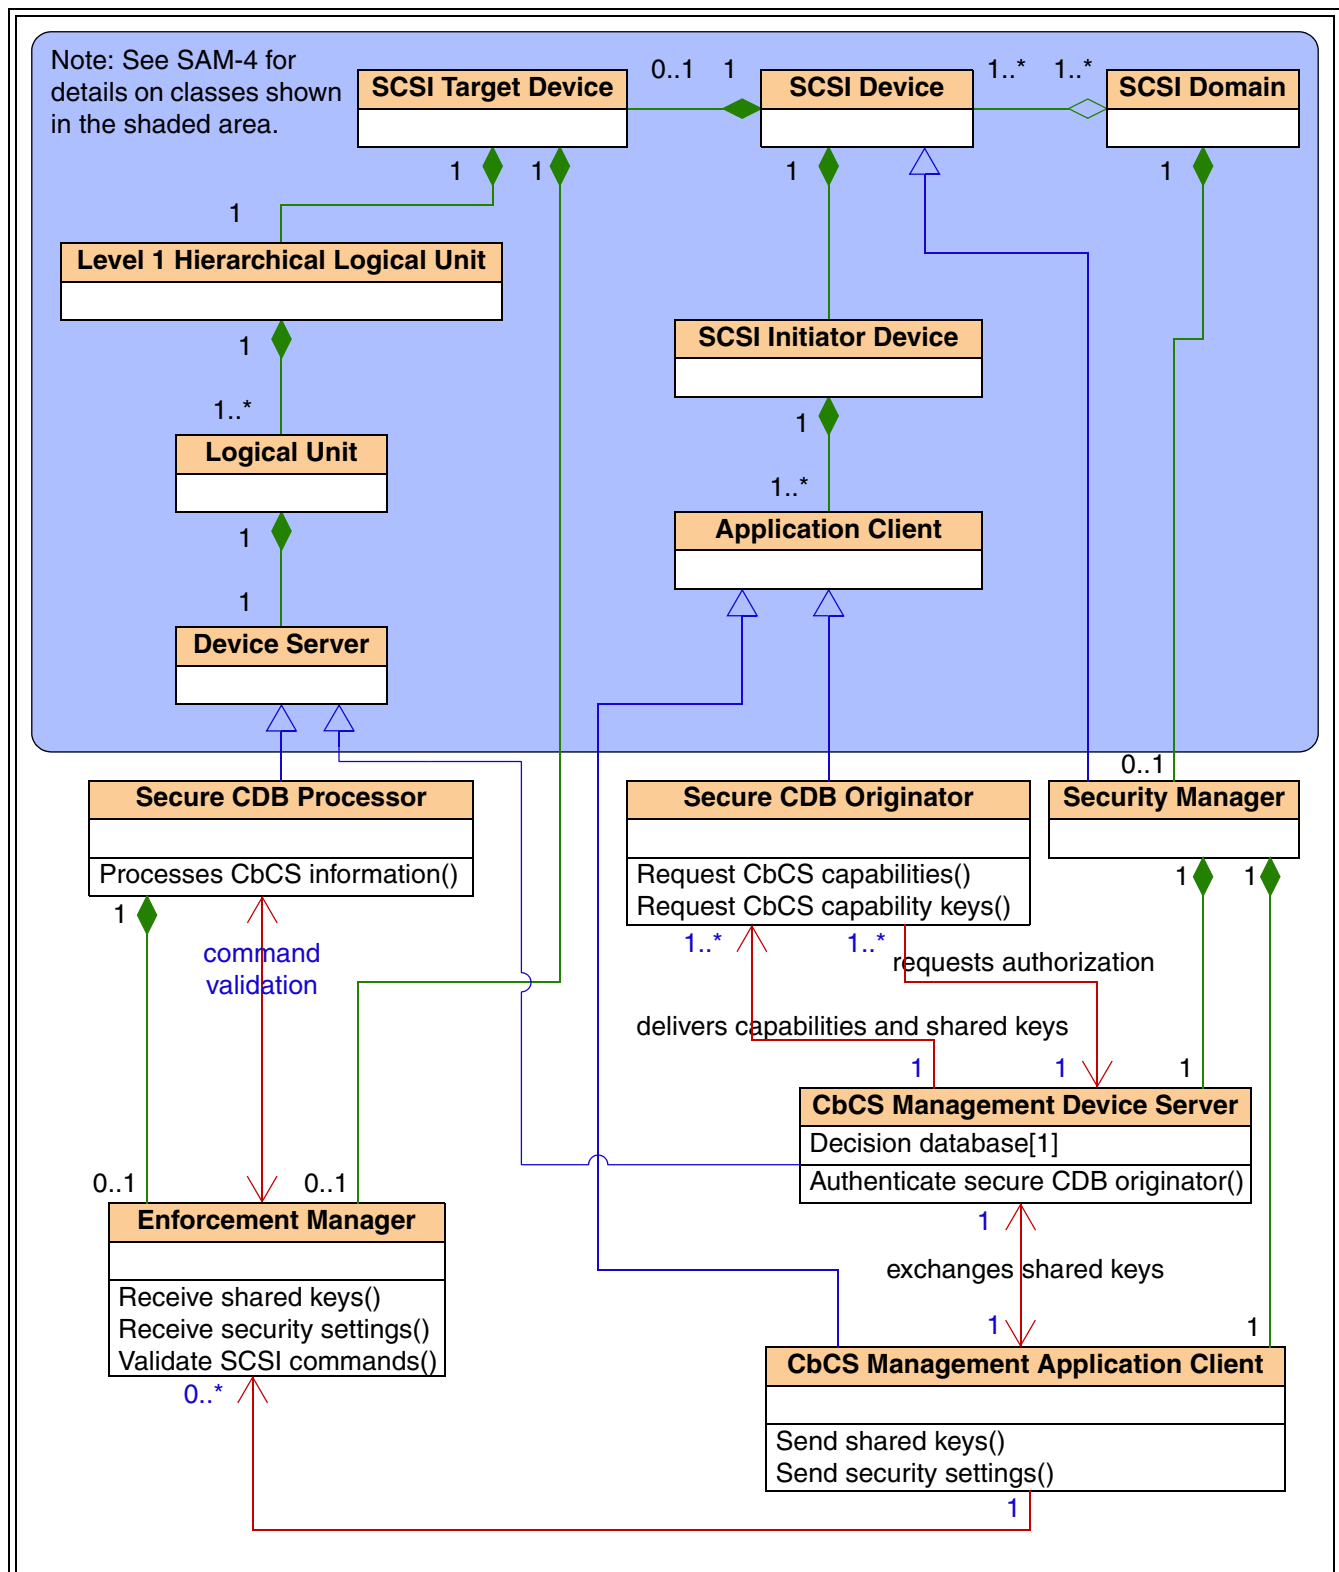 Note: See SAM-4 for
details on classes shown
in the shaded area.
SCSI Target Device
0..1
1
SCSI Device
1..*
1..*
SCSI Domain
1
1
1
1
1
Level 1 Hierarchical Logical Unit
1
SCSI Initiator Device
1..*
1
Logical Unit
1
1..*
Application Client
1
Device Server
0..1
Secure CDB Processor
Processes CbCS information()
Secure CDB Originator
Request CbCS capabilities()
Request CbCS capability keys()
Security Manager
1
1
1
command
validation
1..*
1..*
requests authorization
delivers capabilities and shared keys
1
1
1
CbCS Management Device Server
Decision database[1]
Authenticate secure CDB originator()
0..1
0..1
Enforcement Manager
Receive shared keys()
Receive security settings()
Validate SCSI commands()
1
exchanges shared keys
1
1
CbCS Management Application Client
Send shared keys()
Send security settings()
0..*
1